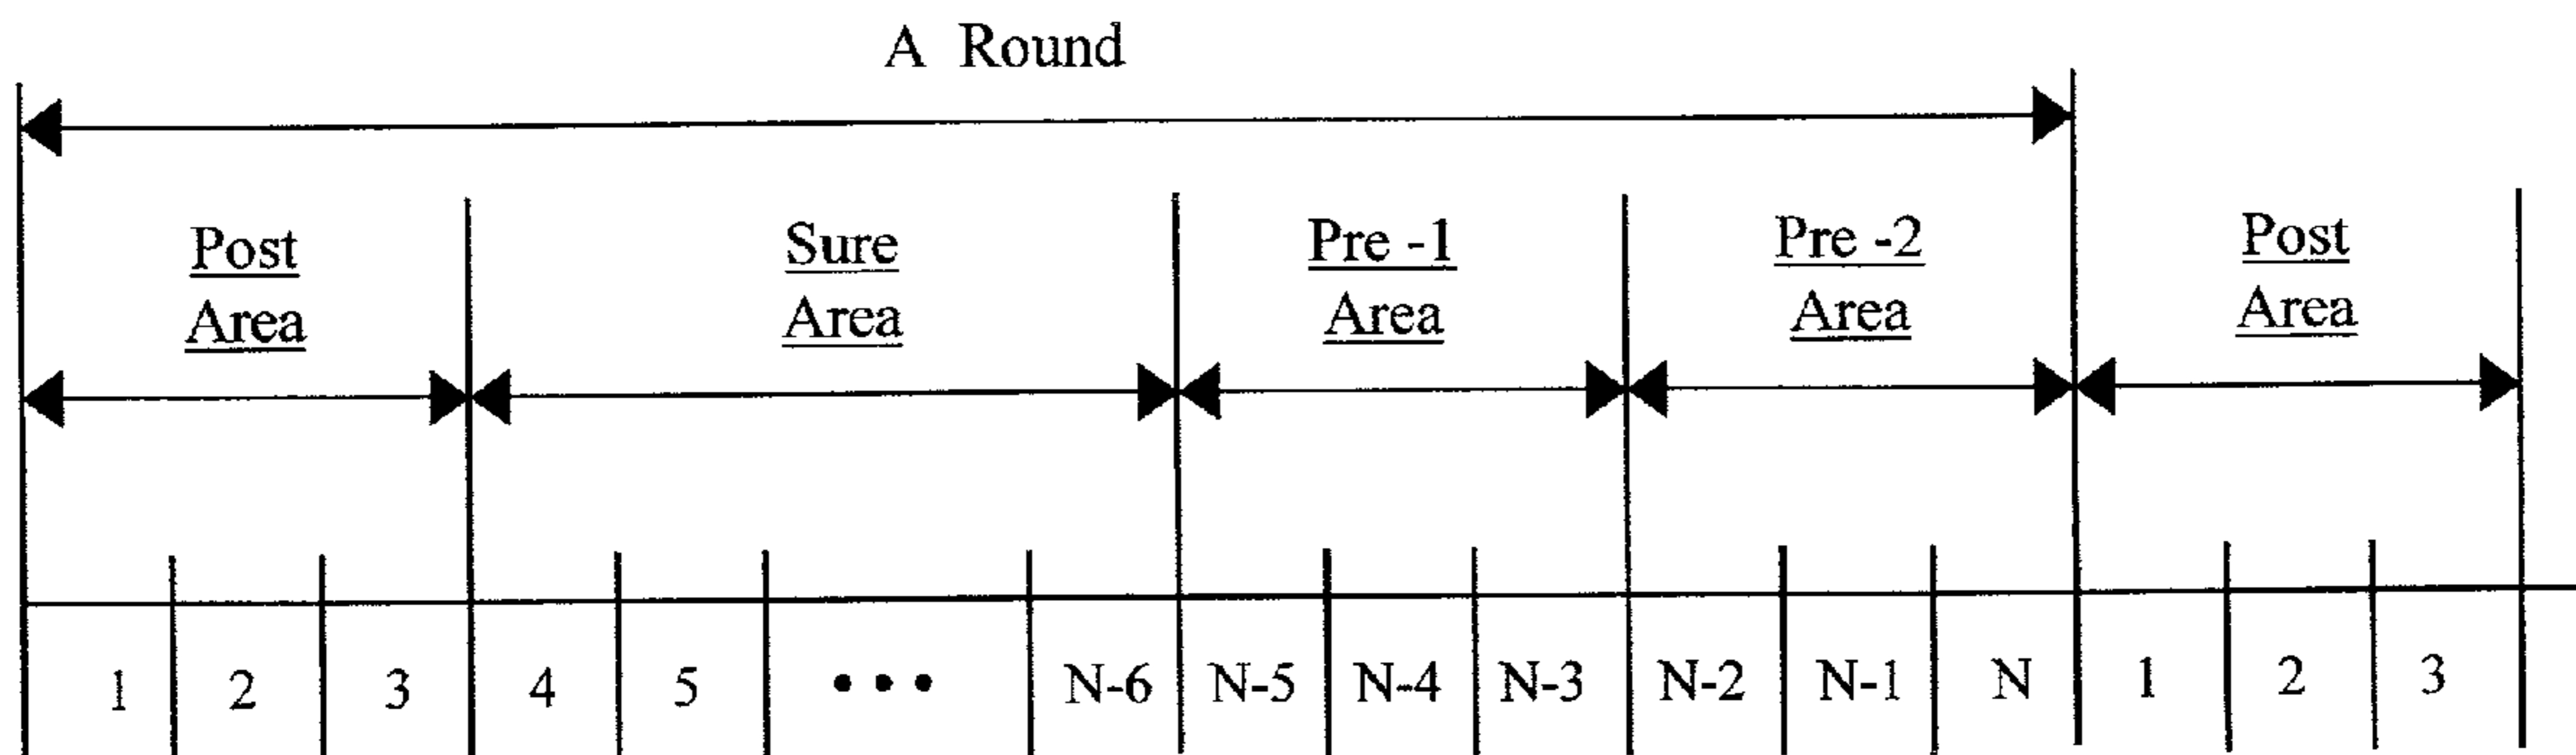 A Round
Post
Area
Sure
Area
Pre -1
Area
Pre -2
Area
Post
Area
1 2 3 4 5 ••• N-6 N-5 N-4 N-3 N-2 N-1 N 1 2 3